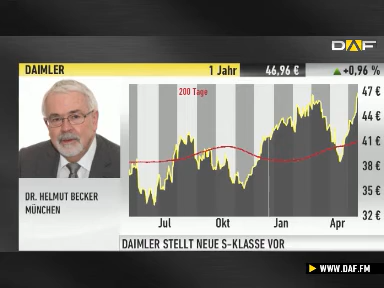 DAF
DAIMLER 1 Jahr 46,96 € +0,96 %
200 Tage
47 €
44 €
41 €
38 €
35 €
32 €
DR. HELMUT BECKER
MÜNCHEN
Jul Okt Jan Apr
DAIMLER STELLT NEUE S-KLASSE VOR
WWW.DAF.FM